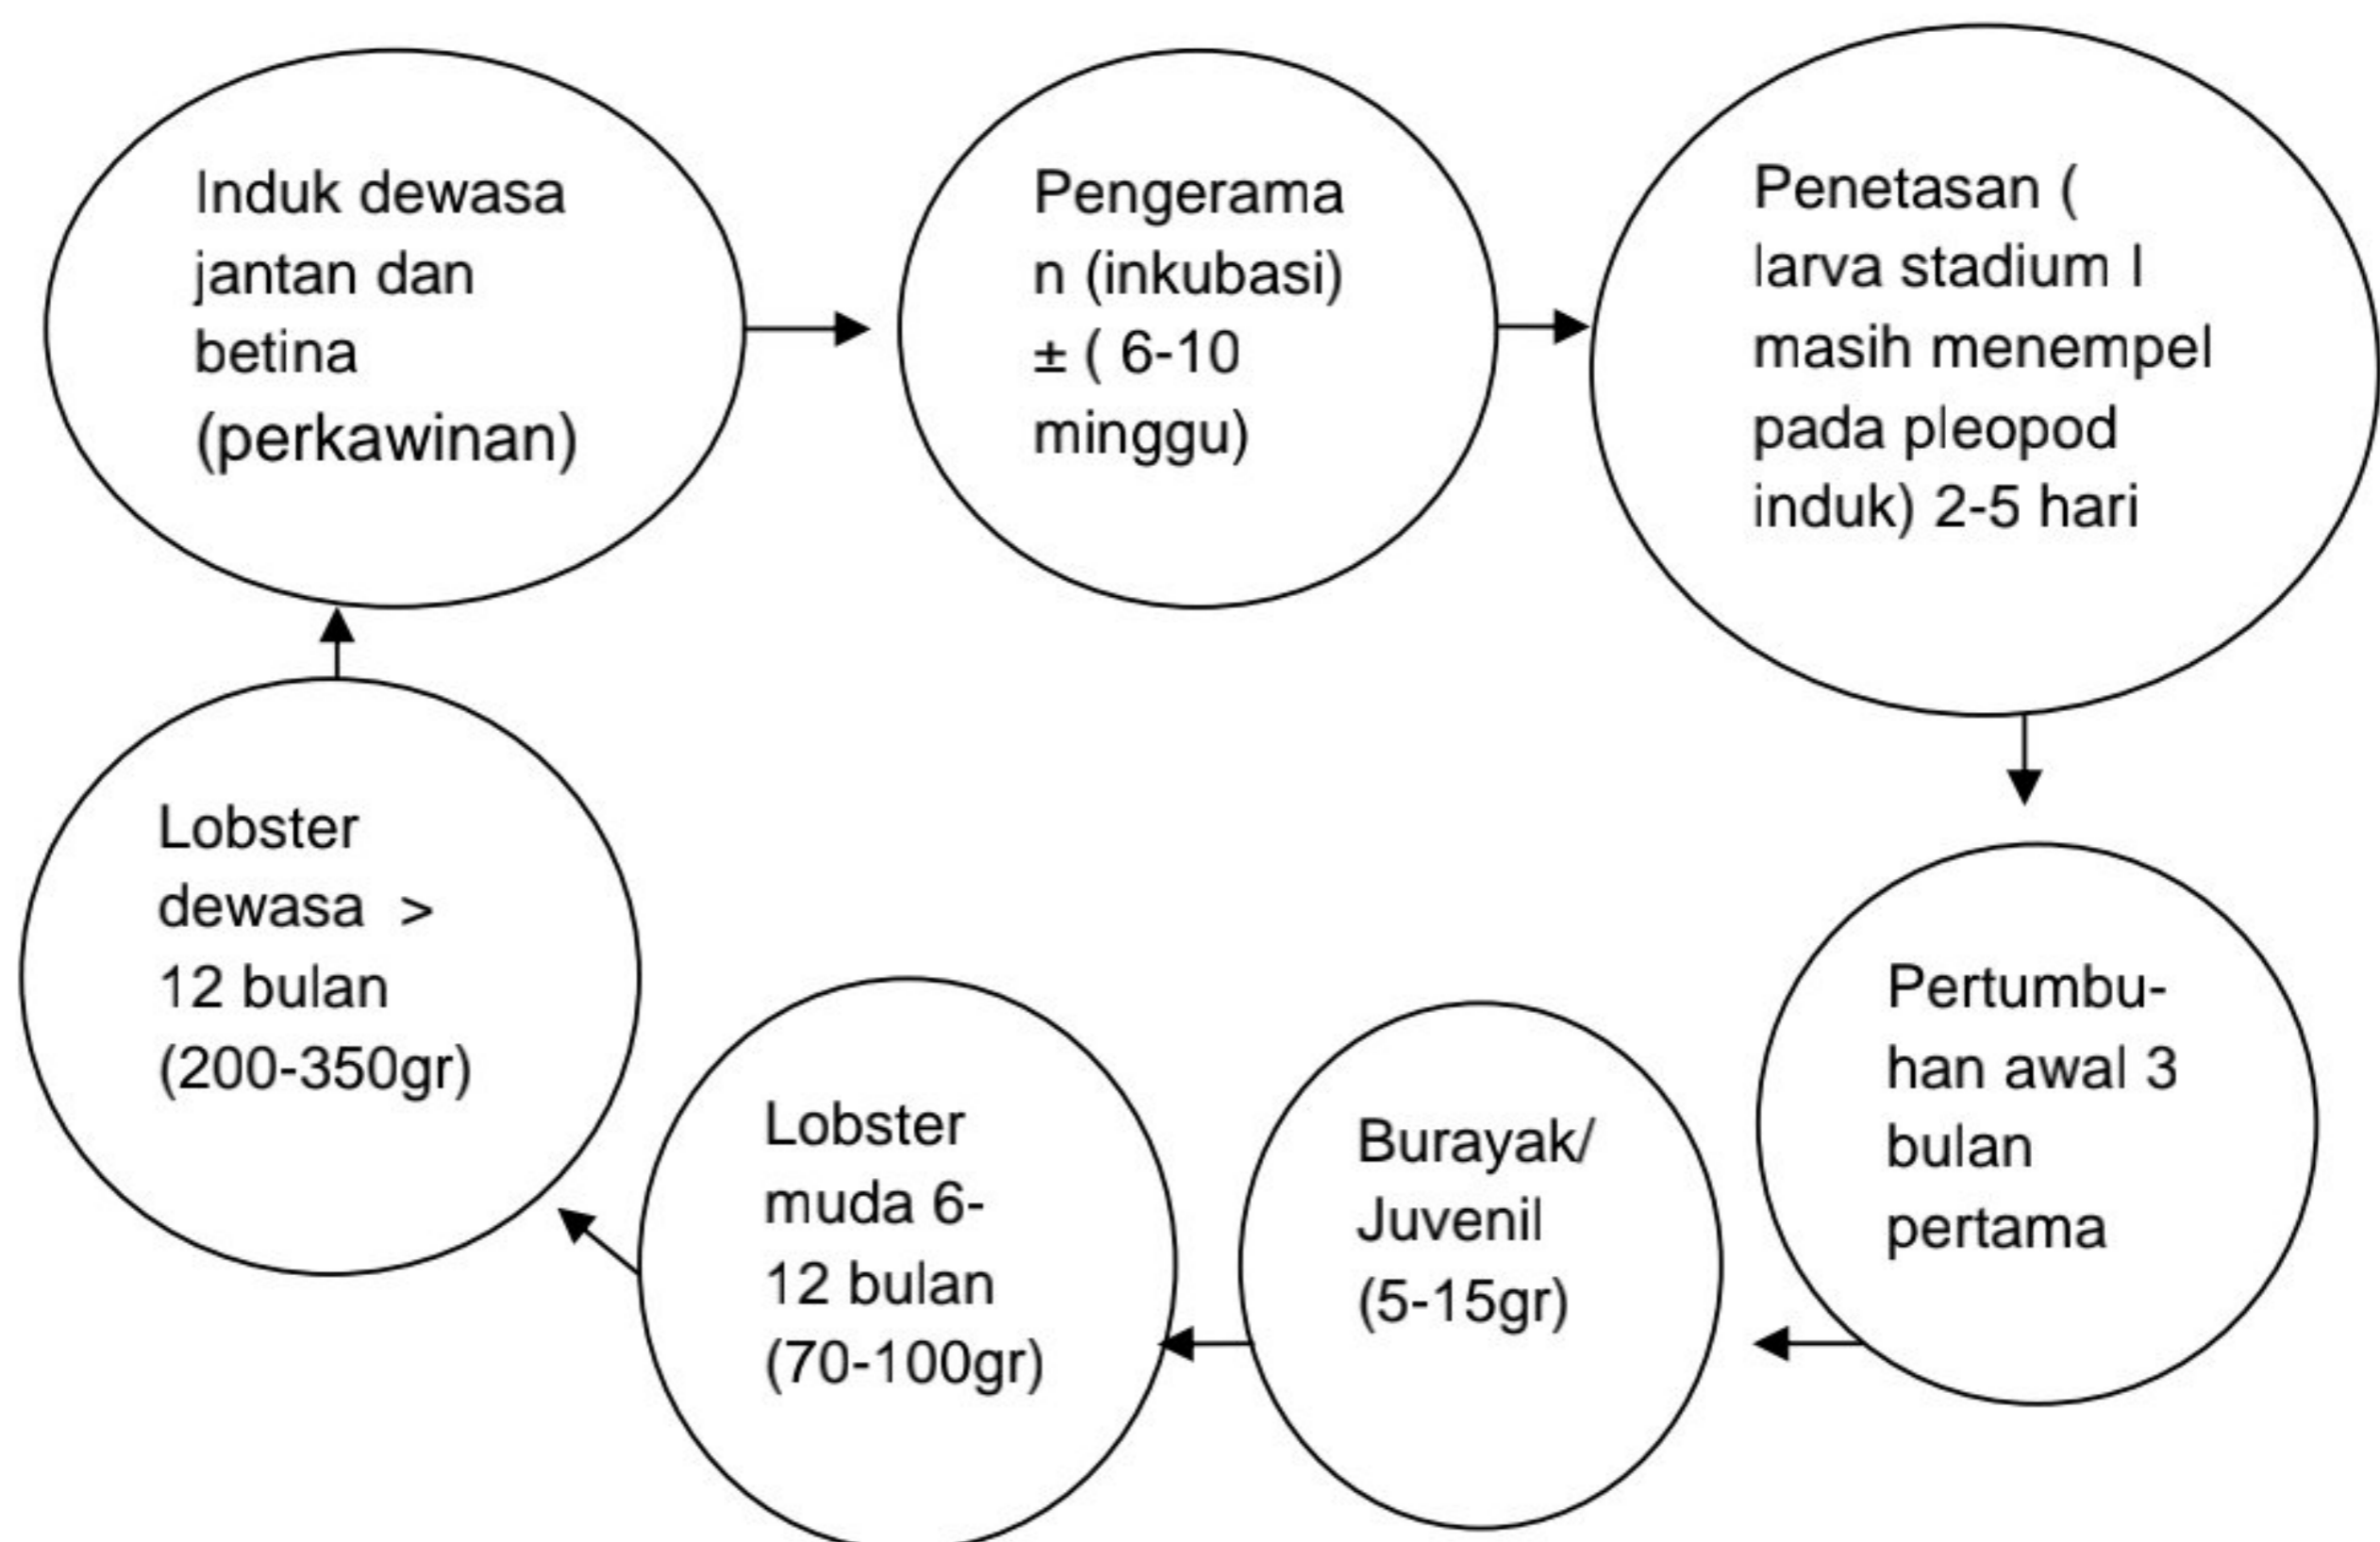 Induk dewasa
jantan dan
betina
(perkawinan)
Pengerama
n (inkubasi)
± ( 6-10
minggu)
Penetasan (
larva stadium I
masih menempel
pada pleopod
induk) 2-5 hari
Pertumbu-
han awal 3
bulan
pertama
Burayak/
Juvenil
(5-15gr)
Lobster
muda 6-
12 bulan
(70-100gr)
Lobster
dewasa >
12 bulan
(200-350gr)